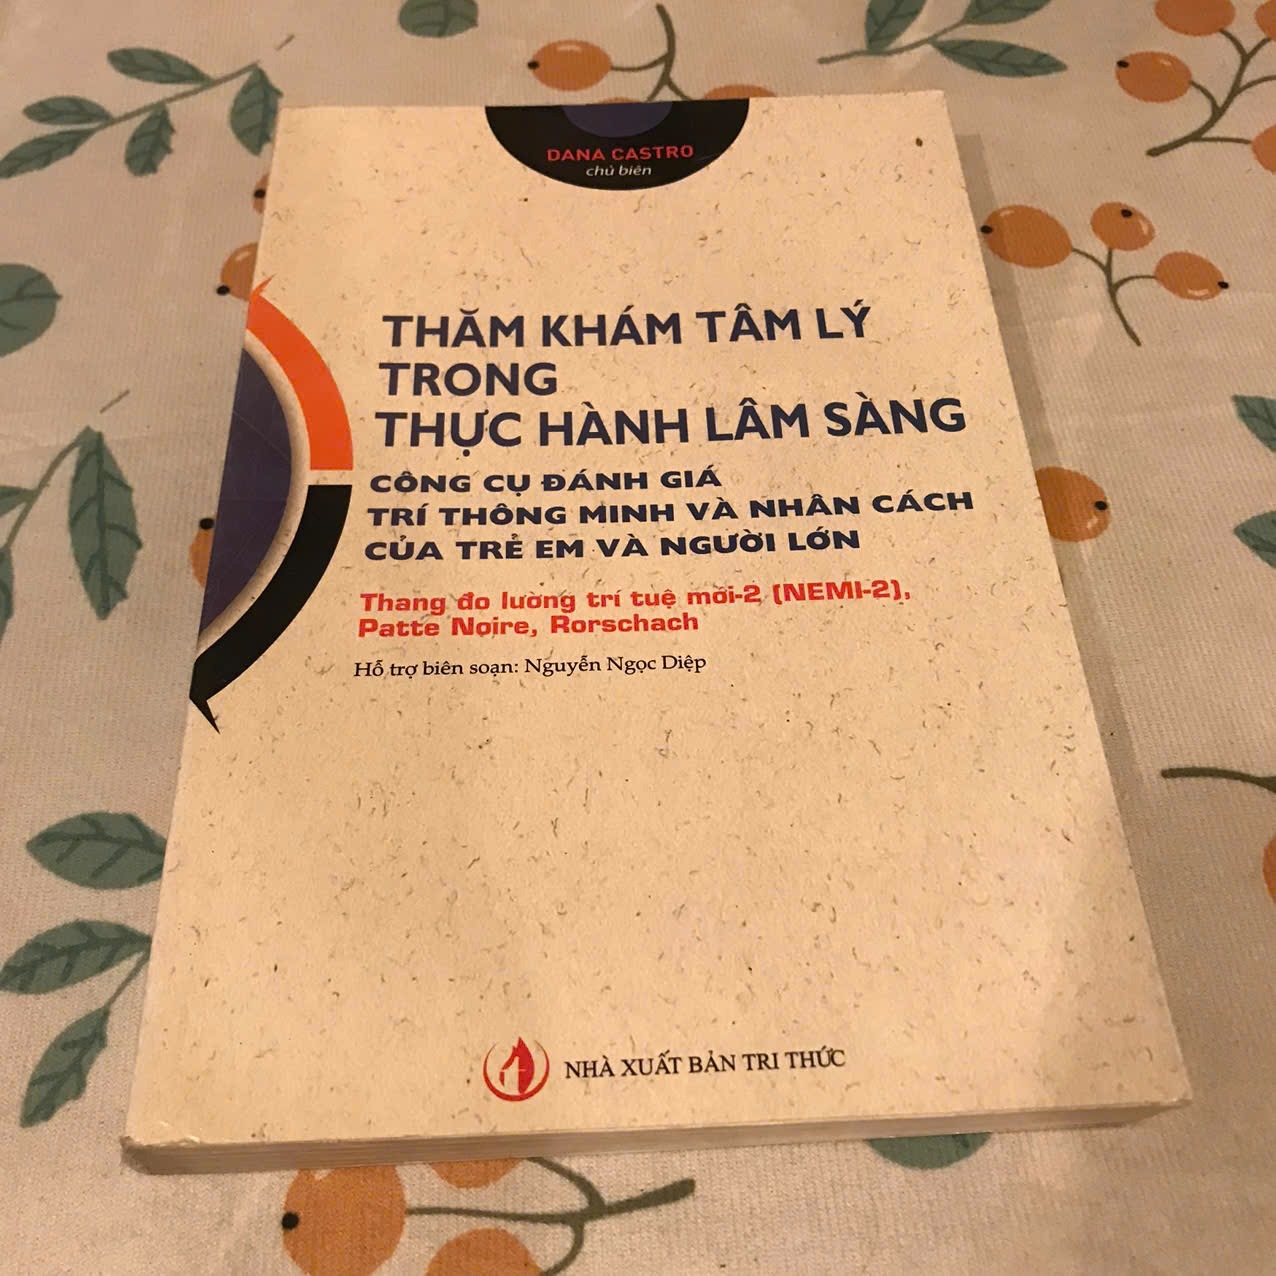 DANA CASTRO
chủ biên
THĂM KHÁM TÂM LÝ
TRONG
THỰC HÀNH LÂM SÀNG
CÔNG CỤ ĐÁNH GIÁ
TRÍ THÔNG MINH VÀ NHÂN CÁCH
CỦA TRẺ EM VÀ NGƯỜI LỚN
Thang đo lường trí tuệ mới-2 (NEMI-2),
Patte Noire, Rorschach
Hỗ trợ biên soạn: Nguyễn Ngọc Diệp
NHÀ XUẤT BẢN TRI THỨC